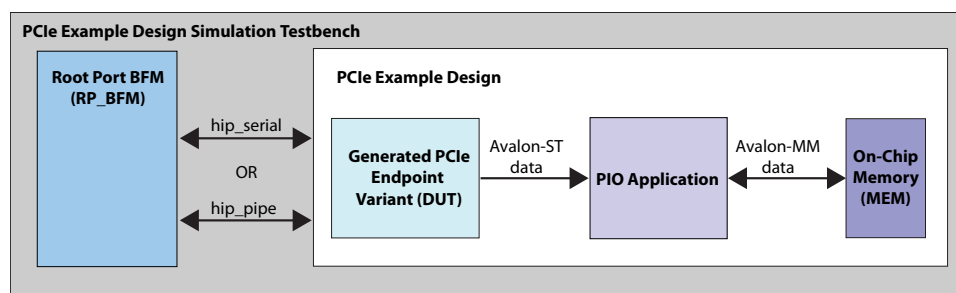 PCIe Example Design Simulation Testbench
Root Port BFM
(RP_BFM)
hip_serial
OR
hip_pipe
PCIe Example Design
Generated PCIe
Endpoint
Variant (DUT)
Avalon-ST
data
PIO Application
Avalon-MM
data
On-Chip
Memory
(MEM)